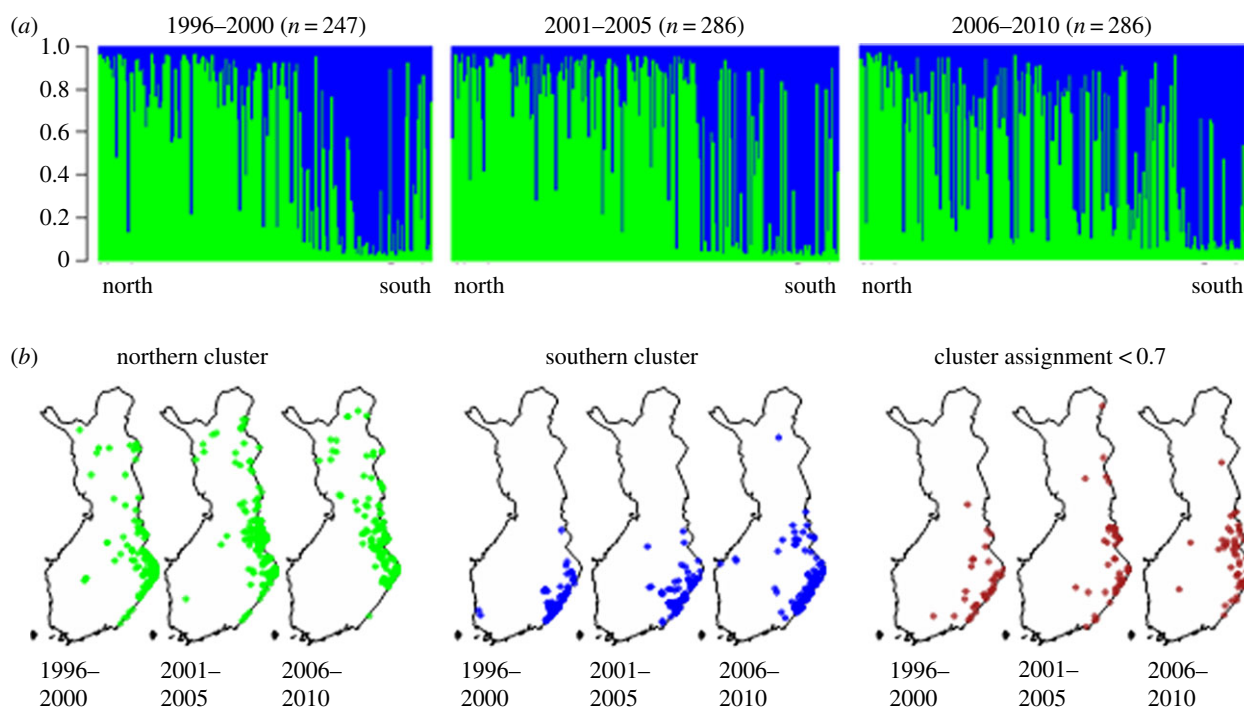 (a) 1996–2000 (n = 247) 2001–2005 (n = 286) 2006–2010 (n = 286)
1.0
0.8
0.6
0.4
0.2
0
north south north south north south
(b) northern cluster southern cluster cluster assignment < 0.7
1996– 2001– 2006– 1996– 2001– 2006– 1996– 2001– 2006–
2000 2005 2010 2000 2005 2010 2000 2005 2010